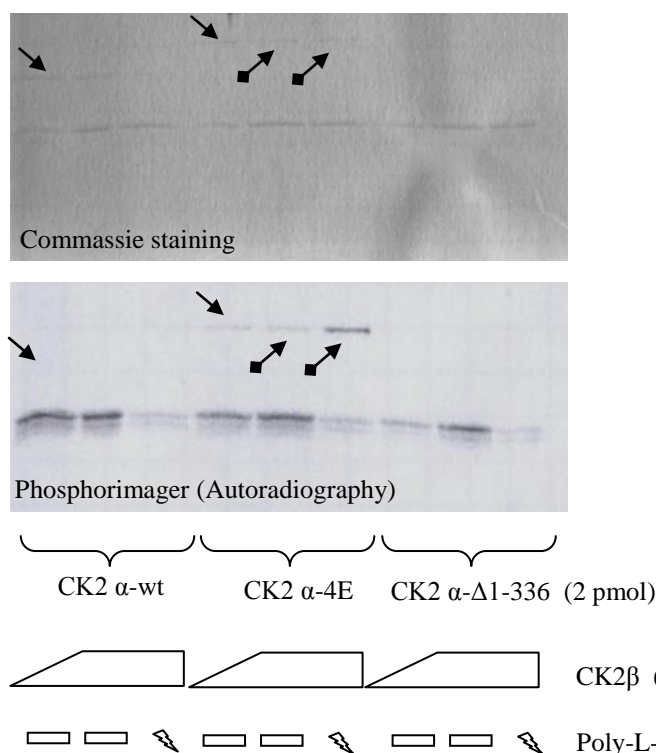 Commassie staining
Phosphorimager (Autoradiography)
CK2 α-wt CK2 α-4E CK2 α-Δ1-336 (2 pmol)
CK2β (
Poly-L-